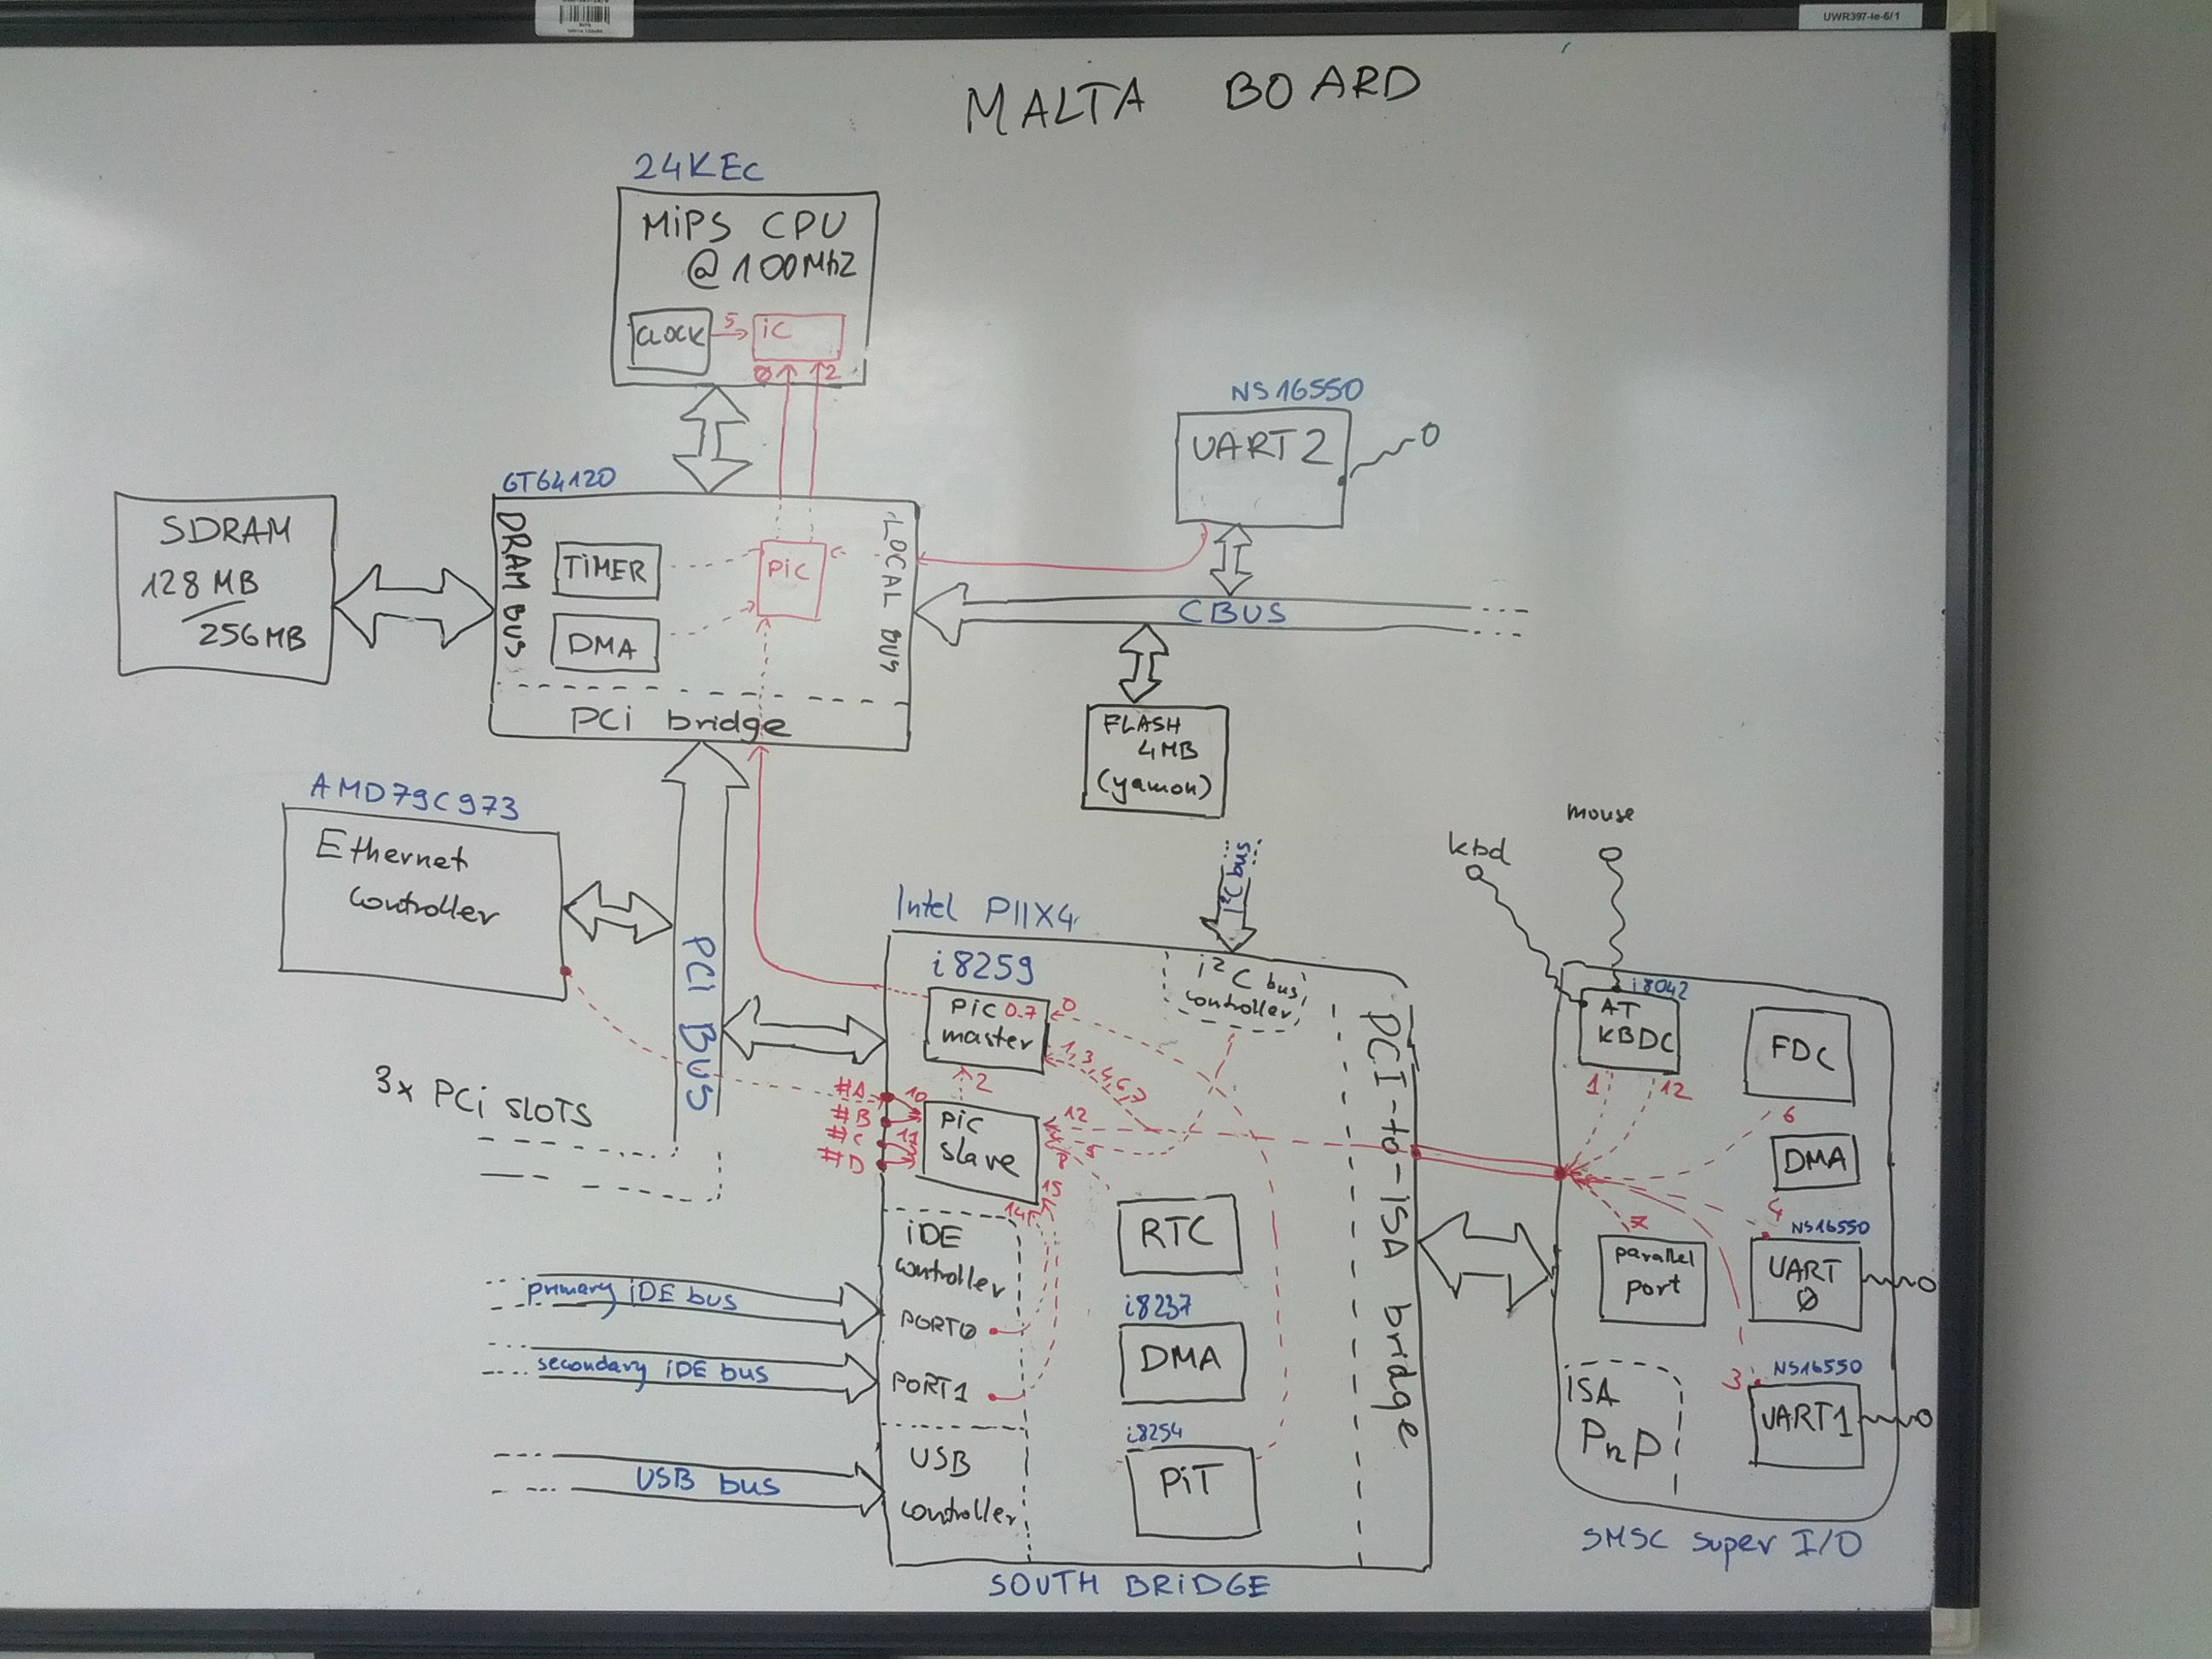 UWR397-Ie-6/1
MALTA BOARD
24KEc
MiPS CPU
@ 100MhZ
CLOCK
5
iC
0
2
NS16550
UART2
GT64120
SDRAM
128 MB
256MB
DRAM BUS
TiMER
DMA
PiC
LOCAL BUS
PCi bridge
CBUS
FLASH
4MB
(yamon)
AMD79C973
Ethernet
controller
PCI BUS
3x PCi SLOTS
Intel PIIX4
i8259
PiC 0.7
master
0
1,3,4,6,7
2
I2C bus
i²C bus
controller
#A
#B
#C
#D
10
11
PiC
slave
12
9
8
15
14
iDE
controller
PORT0
PORT1
USB
controller
primary iDE bus
secondary iDE bus
USB bus
RTC
i8237
DMA
i8254
PiT
PCI-to-ISA bridge
SOUTH BRiDGE
kbd
mouse
i8042
AT
KBDC
1
12
FDC
6
DMA
7
parallel
port
4
NS16550
UART
0
3
NS16550
UART1
ISA
PnP
SMSC super I/O